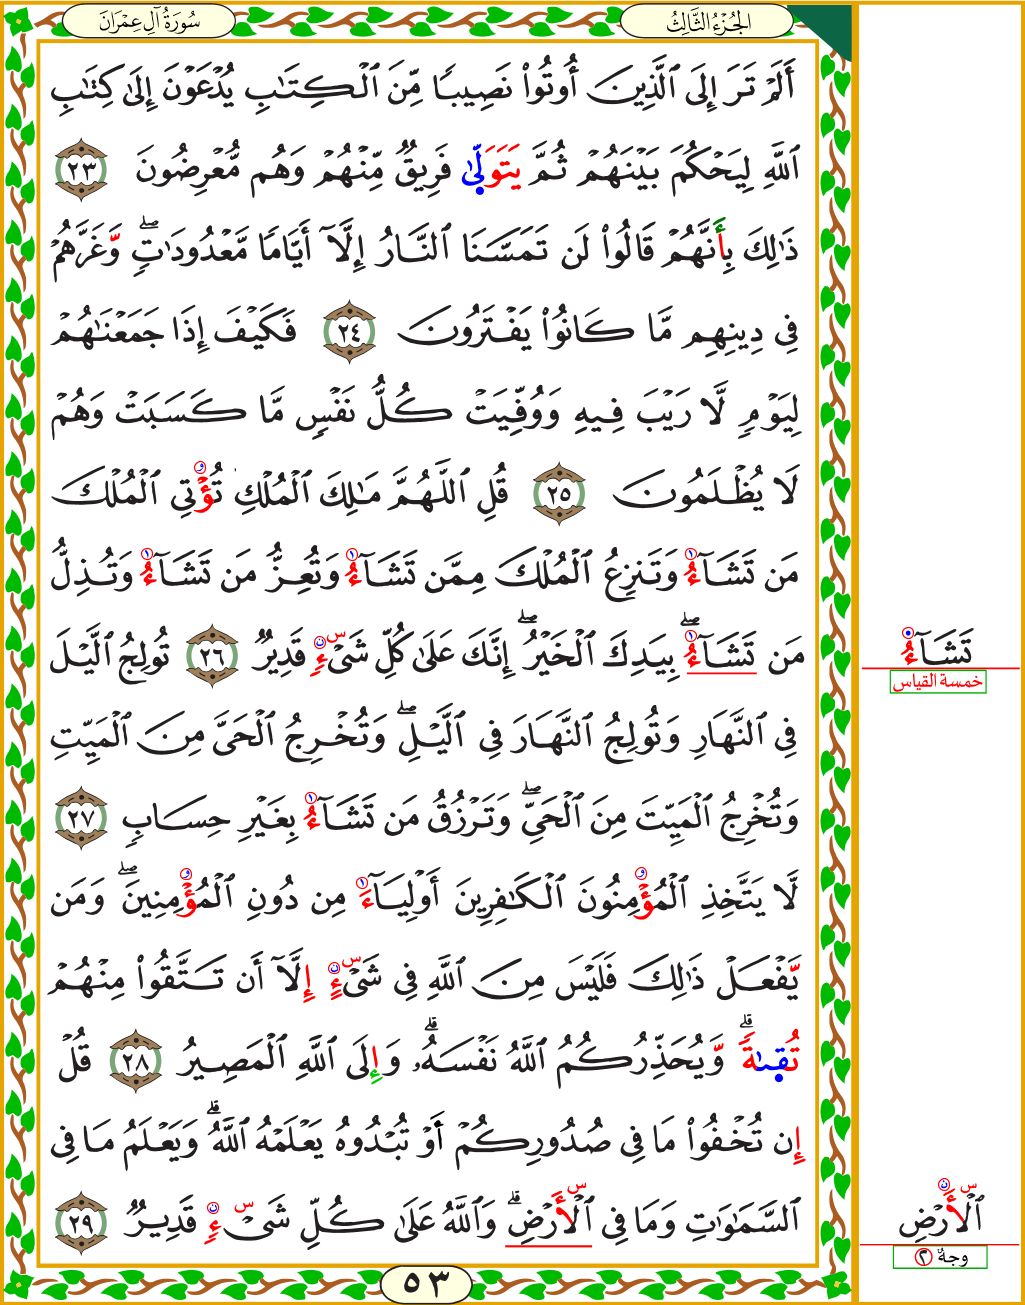 سُورَةُ آلِ عِمْرَانَ
الجُزْءُ الثَّالِثُ
أَلَمْ تَرَ إِلَى ٱلَّذِينَ أُوتُواْ نَصِيبًا مِّنَ ٱلْكِتَٰبِ يُدْعَوْنَ إِلَىٰ كِتَٰبِ
ٱللَّهِ لِيَحْكُمَ بَيْنَهُمْ ثُمَّ يَتَوَلَّىٰ فَرِيقٌ مِّنْهُمْ وَهُم مُّعْرِضُونَ ٢٣
ذَٰلِكَ بِأَنَّهُمْ قَالُواْ لَن تَمَسَّنَا ٱلنَّارُ إِلَّآ أَيَّامًا مَّعْدُودَٰتٍۖ وَّغَرَّهُمْ
فِي دِينِهِم مَّا كَانُواْ يَفْتَرُونَ ٢٤ فَكَيْفَ إِذَا جَمَعْنَٰهُمْ
لِيَوْمٍ لَّا رَيْبَ فِيهِ وَوُفِّيَتْ كُلُّ نَفْسٍ مَّا كَسَبَتْ وَهُمْ
لَا يُظْلَمُونَ ٢٥ قُلِ ٱللَّهُمَّ مَٰلِكَ ٱلْمُلْكِ تُؤْتِي ٱلْمُلْكَ
مَن تَشَآءُ وَتَنزِعُ ٱلْمُلْكَ مِمَّن تَشَآءُ وَتُعِزُّ مَن تَشَآءُ وَتُذِلُّ
مَن تَشَآءُۖ بِيَدِكَ ٱلْخَيْرُۖ إِنَّكَ عَلَىٰ كُلِّ شَيْءٍ قَدِيرٌ ٢٦ تُولِجُ ٱلَّيْلَ
فِي ٱلنَّهَارِ وَتُولِجُ ٱلنَّهَارَ فِي ٱلَّيْلِۖ وَتُخْرِجُ ٱلْحَيَّ مِنَ ٱلْمَيِّتِ
وَتُخْرِجُ ٱلْمَيِّتَ مِنَ ٱلْحَيِّۖ وَتَرْزُقُ مَن تَشَآءُ بِغَيْرِ حِسَابٍ ٢٧
لَّا يَتَّخِذِ ٱلْمُؤْمِنُونَ ٱلْكَٰفِرِينَ أَوْلِيَآءَ مِن دُونِ ٱلْمُؤْمِنِينَۖ وَمَن
يَّفْعَلْ ذَٰلِكَ فَلَيْسَ مِنَ ٱللَّهِ فِي شَيْءٍ إِلَّآ أَن تَتَّقُواْ مِنْهُمْ
تُقَىٰةًۗ وَّيُحَذِّرُكُمُ ٱللَّهُ نَفْسَهُۥۗ وَإِلَى ٱللَّهِ ٱلْمَصِيرُ ٢٨ قُلْ
إِن تُخْفُواْ مَا فِي صُدُورِكُمْ أَوْ تُبْدُوهُ يَعْلَمْهُ ٱللَّهُۗ وَيَعْلَمُ مَا فِي
ٱلسَّمَٰوَٰتِ وَمَا فِي ٱلْأَرْضِۗ وَٱللَّهُ عَلَىٰ كُلِّ شَيْءٍ قَدِيرٌ ٢٩
٥٣
تَشَآءُ
خمسة القياس
ٱلْأَرْضِ
وجهٌ ٢